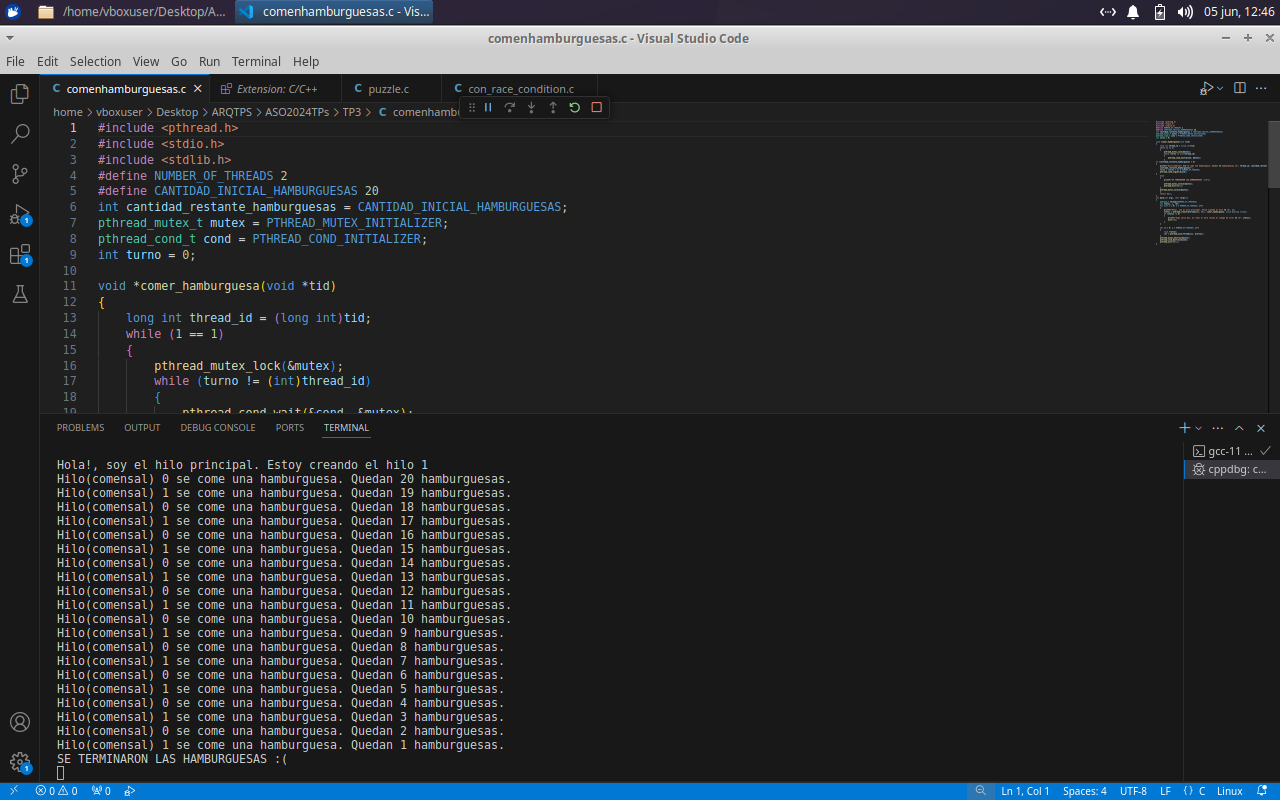 /home/vboxuser/Desktop/A...
comenhamburguesas.c - Vis...
05 jun, 12:46
comenhamburguesas.c - Visual Studio Code
File Edit Selection View Go Run Terminal Help
C comenhamburguesas.c
Extension: C/C++
C puzzle.c
C con_race_condition.c
home > vboxuser > Desktop > ARQTPS > ASO2024TPs > TP3 > C comenhambu
1 #include <pthread.h>
2 #include <stdio.h>
3 #include <stdlib.h>
4 #define NUMBER_OF_THREADS 2
5 #define CANTIDAD_INICIAL_HAMBURGUESAS 20
6 int cantidad_restante_hamburguesas = CANTIDAD_INICIAL_HAMBURGUESAS;
7 pthread_mutex_t mutex = PTHREAD_MUTEX_INITIALIZER;
8 pthread_cond_t cond = PTHREAD_COND_INITIALIZER;
9 int turno = 0;
10
11 void *comer_hamburguesa(void *tid)
12 {
13 long int thread_id = (long int)tid;
14 while (1 == 1)
15 {
16 pthread_mutex_lock(&mutex);
17 while (turno != (int)thread_id)
18 {
19 pthread_cond_wait(&cond, &mutex);
PROBLEMS OUTPUT DEBUG CONSOLE PORTS TERMINAL
gcc-11 ...
cppdbg: c...
Hola!, soy el hilo principal. Estoy creando el hilo 1
Hilo(comensal) 0 se come una hamburguesa. Quedan 20 hamburguesas.
Hilo(comensal) 1 se come una hamburguesa. Quedan 19 hamburguesas.
Hilo(comensal) 0 se come una hamburguesa. Quedan 18 hamburguesas.
Hilo(comensal) 1 se come una hamburguesa. Quedan 17 hamburguesas.
Hilo(comensal) 0 se come una hamburguesa. Quedan 16 hamburguesas.
Hilo(comensal) 1 se come una hamburguesa. Quedan 15 hamburguesas.
Hilo(comensal) 0 se come una hamburguesa. Quedan 14 hamburguesas.
Hilo(comensal) 1 se come una hamburguesa. Quedan 13 hamburguesas.
Hilo(comensal) 0 se come una hamburguesa. Quedan 12 hamburguesas.
Hilo(comensal) 1 se come una hamburguesa. Quedan 11 hamburguesas.
Hilo(comensal) 0 se come una hamburguesa. Quedan 10 hamburguesas.
Hilo(comensal) 1 se come una hamburguesa. Quedan 9 hamburguesas.
Hilo(comensal) 0 se come una hamburguesa. Quedan 8 hamburguesas.
Hilo(comensal) 1 se come una hamburguesa. Quedan 7 hamburguesas.
Hilo(comensal) 0 se come una hamburguesa. Quedan 6 hamburguesas.
Hilo(comensal) 1 se come una hamburguesa. Quedan 5 hamburguesas.
Hilo(comensal) 0 se come una hamburguesa. Quedan 4 hamburguesas.
Hilo(comensal) 1 se come una hamburguesa. Quedan 3 hamburguesas.
Hilo(comensal) 0 se come una hamburguesa. Quedan 2 hamburguesas.
Hilo(comensal) 1 se come una hamburguesa. Quedan 1 hamburguesas.
SE TERMINARON LAS HAMBURGUESAS :(
0 0 0 Ln 1, Col 1 Spaces: 4 UTF-8 LF {} C Linux